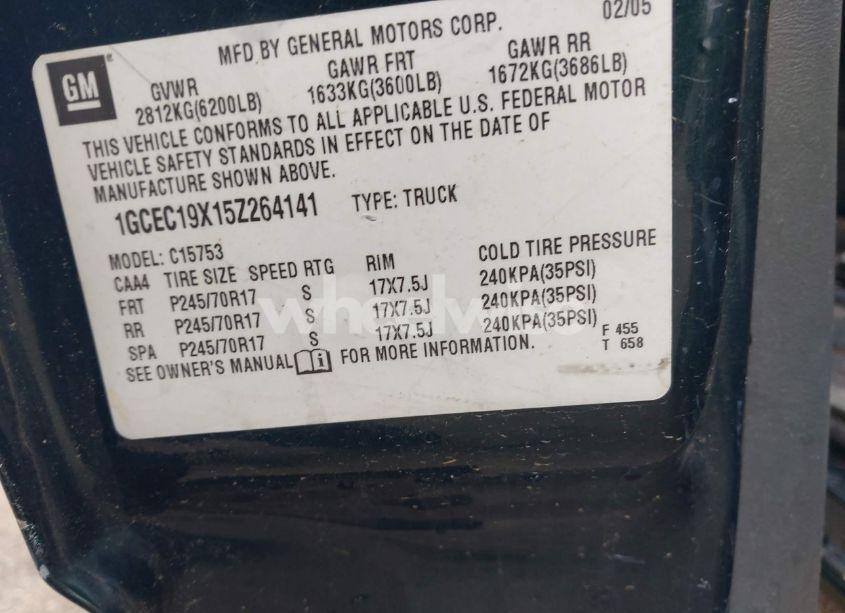 02/05
MFD BY GENERAL MOTORS CORP.
GM
GVWR GAWR FRT GAWR RR
2812KG(6200LB) 1633KG(3600LB) 1672KG(3686LB)
THIS VEHICLE CONFORMS TO ALL APPLICABLE U.S. FEDERAL MOTOR
VEHICLE SAFETY STANDARDS IN EFFECT ON THE DATE OF
MANUFACTURE SHOWN ABOVE.
1GCEC19X15Z264141 TYPE: TRUCK
MODEL: C15753
CAA4 TIRE SIZE SPEED RTG RIM COLD TIRE PRESSURE
FRT P245/70R17 S 17X7.5J 240KPA(35PSI)
RR P245/70R17 S 17X7.5J 240KPA(35PSI)
SPA P245/70R17 S 17X7.5J 240KPA(35PSI)
SEE OWNER'S MANUAL i FOR MORE INFORMATION.
F 455
T 658